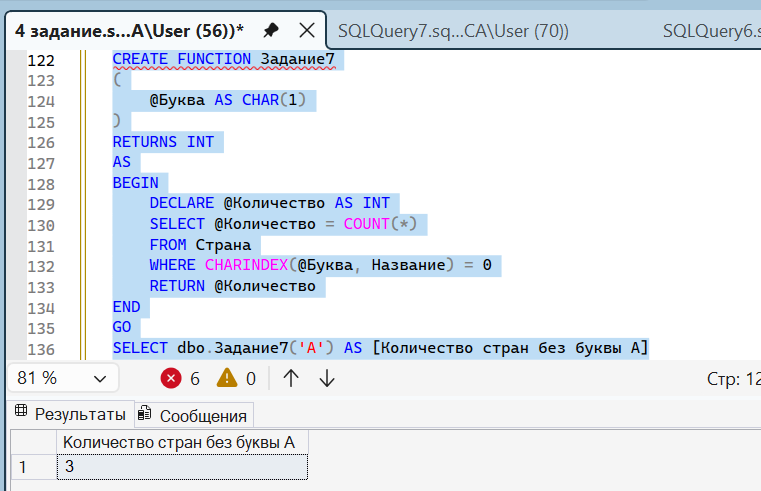 4 задание.s...A\User (56))*
SQLQuery7.sq...CA\User (70))
SQLQuery6.s
122 CREATE FUNCTION Задание7
123 (
124 @Буква AS CHAR(1)
125 )
126 RETURNS INT
127 AS
128 BEGIN
129 DECLARE @Количество AS INT
130 SELECT @Количество = COUNT(*)
131 FROM Страна
132 WHERE CHARINDEX(@Буква, Название) = 0
133 RETURN @Количество
134 END
135 GO
136 SELECT dbo.Задание7('А') AS [Количество стран без буквы А]
81 % 6 0 Стр: 12
Результаты Сообщения
Количество стран без буквы А
1 3